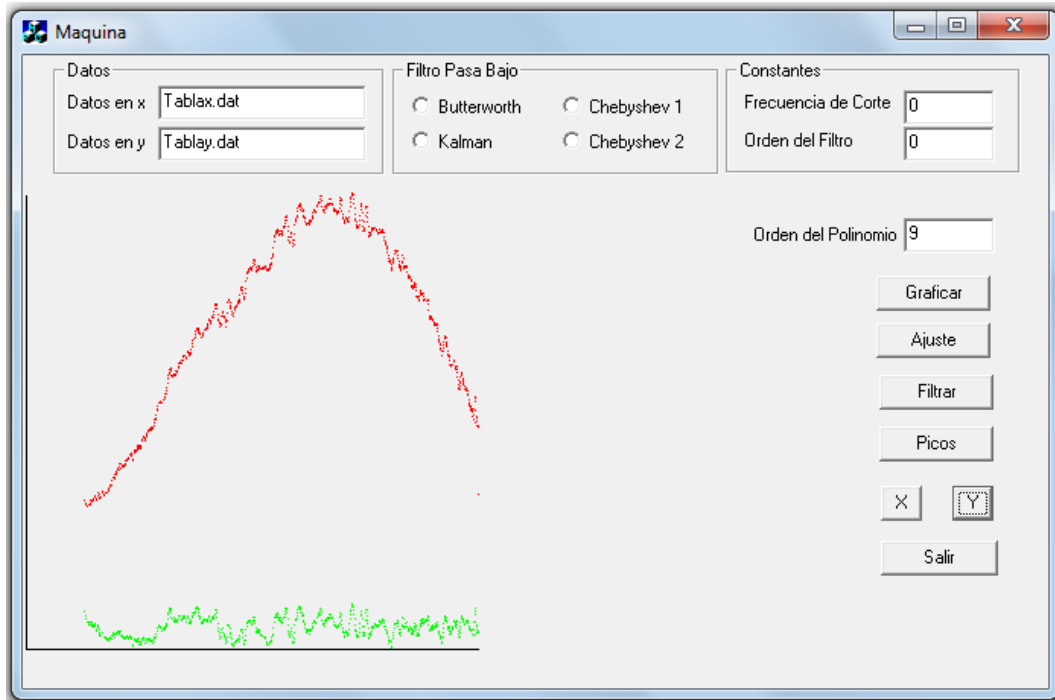 Maquina
Datos
Datos en x Tablax.dat
Datos en y Tablay.dat
Filtro Pasa Bajo
Butterworth
Chebyshev 1
Kalman
Chebyshev 2
Constantes
Frecuencia de Corte 0
Orden del Filtro 0
Orden del Polinomio 9
Graficar
Ajuste
Filtrar
Picos
X Y
Salir